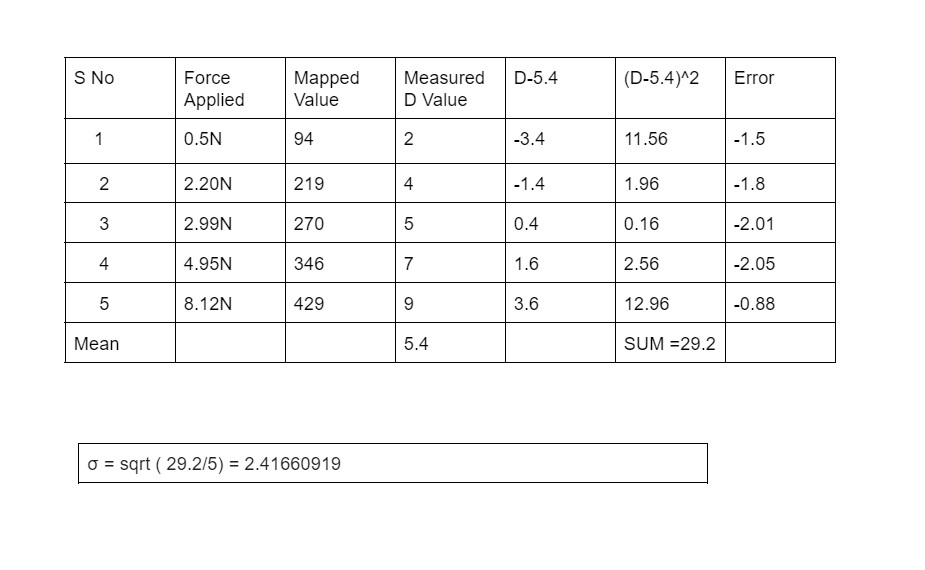 S No Force Applied Mapped Value Measured D Value D-5.4 (D-5.4)^2 Error
1 0.5N 94 2 -3.4 11.56 -1.5
2 2.20N 219 4 -1.4 1.96 -1.8
3 2.99N 270 5 0.4 0.16 -2.01
4 4.95N 346 7 1.6 2.56 -2.05
5 8.12N 429 9 3.6 12.96 -0.88
Mean 5.4 SUM =29.2
σ = sqrt ( 29.2/5) = 2.41660919